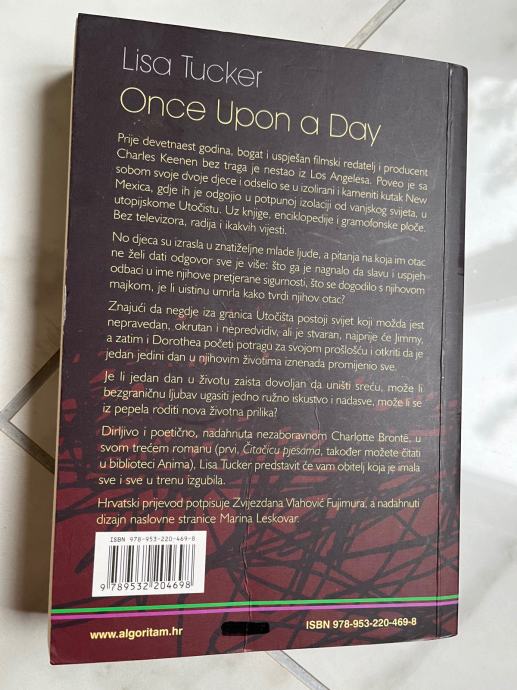 Lisa Tucker
Once Upon a Day
Prije devetnaest godina, bogat i uspješan filmski redatelj i producent
Charles Keenen bez traga je nestao iz Los Angelesa. Poveo je sa
sobom svoje dvoje djece i odselio se u izolirani i kameniti kutak New
Mexica, gdje ih je odgojio u potpunoj izolaciji od vanjskog svijeta, u
utopijskome Utočištu. Uz knjige, enciklopedije i gramofonske ploče.
Bez televizora, radija i ikakvih vijesti.
No djeca su izrasla u znatiželjne mlade ljude, a pitanja na koja im otac
ne želi dati odgovor sve je više: što ga je nagnalo da slavu i uspjeh
odbaci u ime njihove pretjerane sigurnosti, što se dogodilo s njihovom
majkom, je li uistinu umrla kako tvrdi njihov otac?
Znajući da negdje iza granica Utočišta postoji svijet koji možda jest
nepravedan, okrutan i nepredvidiv, ali je stvaran, najprije će Jimmy,
a zatim i Dorothea početi potragu za svojom prošlošću i otkriti da je
jedan jedini dan u njihovim životima iznenada promijenio sve.
Je li jedan dan u životu zaista dovoljan da uništi sreću, može li
bezgraničnu ljubav ugasiti jedno ružno iskustvo i nadasve, može li se
iz pepela roditi nova životna prilika?
Dirljivo i poetično, nadahnuta nezaboravnom Charlotte Brontë, u
svom trećem romanu (prvi, Čitačicu pjesama, također možete čitati
u biblioteci Anima), Lisa Tucker predstavit će vam obitelj koja je imala
sve i sve u trenu izgubila.
Hrvatski prijevod potpisuje Zvijezdana Vlahović Fujimura, a nadahnuti
dizajn naslovne stranice Marina Leskovar.
ISBN 978-953-220-469-8
9 789532 204698
www.algoritam.hr
ISBN 978-953-220-469-8